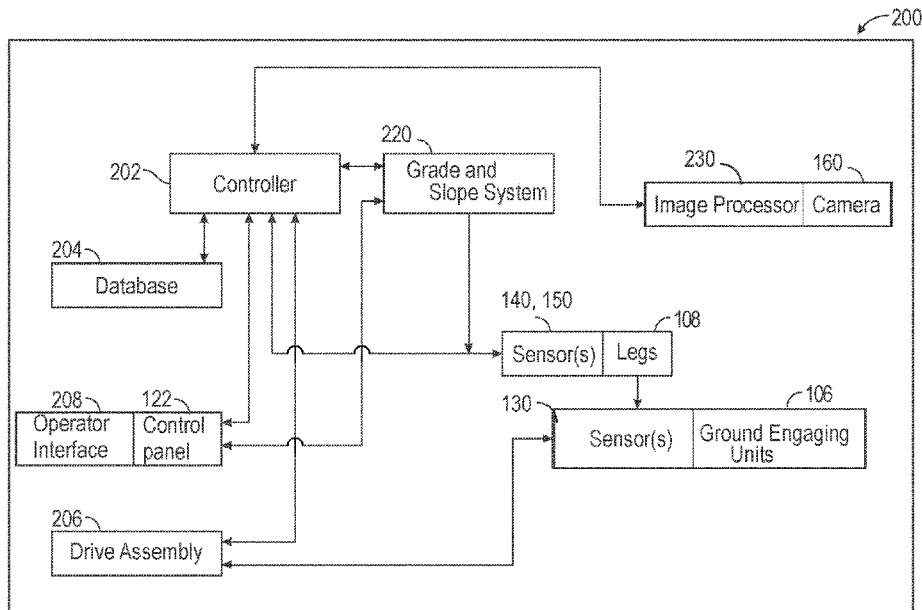 200
220
202
Controller
Grade and
Slope System
230
160
Image Processor
Camera
204
Database
140, 150
108
Sensor(s)
Legs
208
122
Operator
Interface
Control
panel
130
106
Sensor(s)
Ground Engaging
Units
206
Drive Assembly